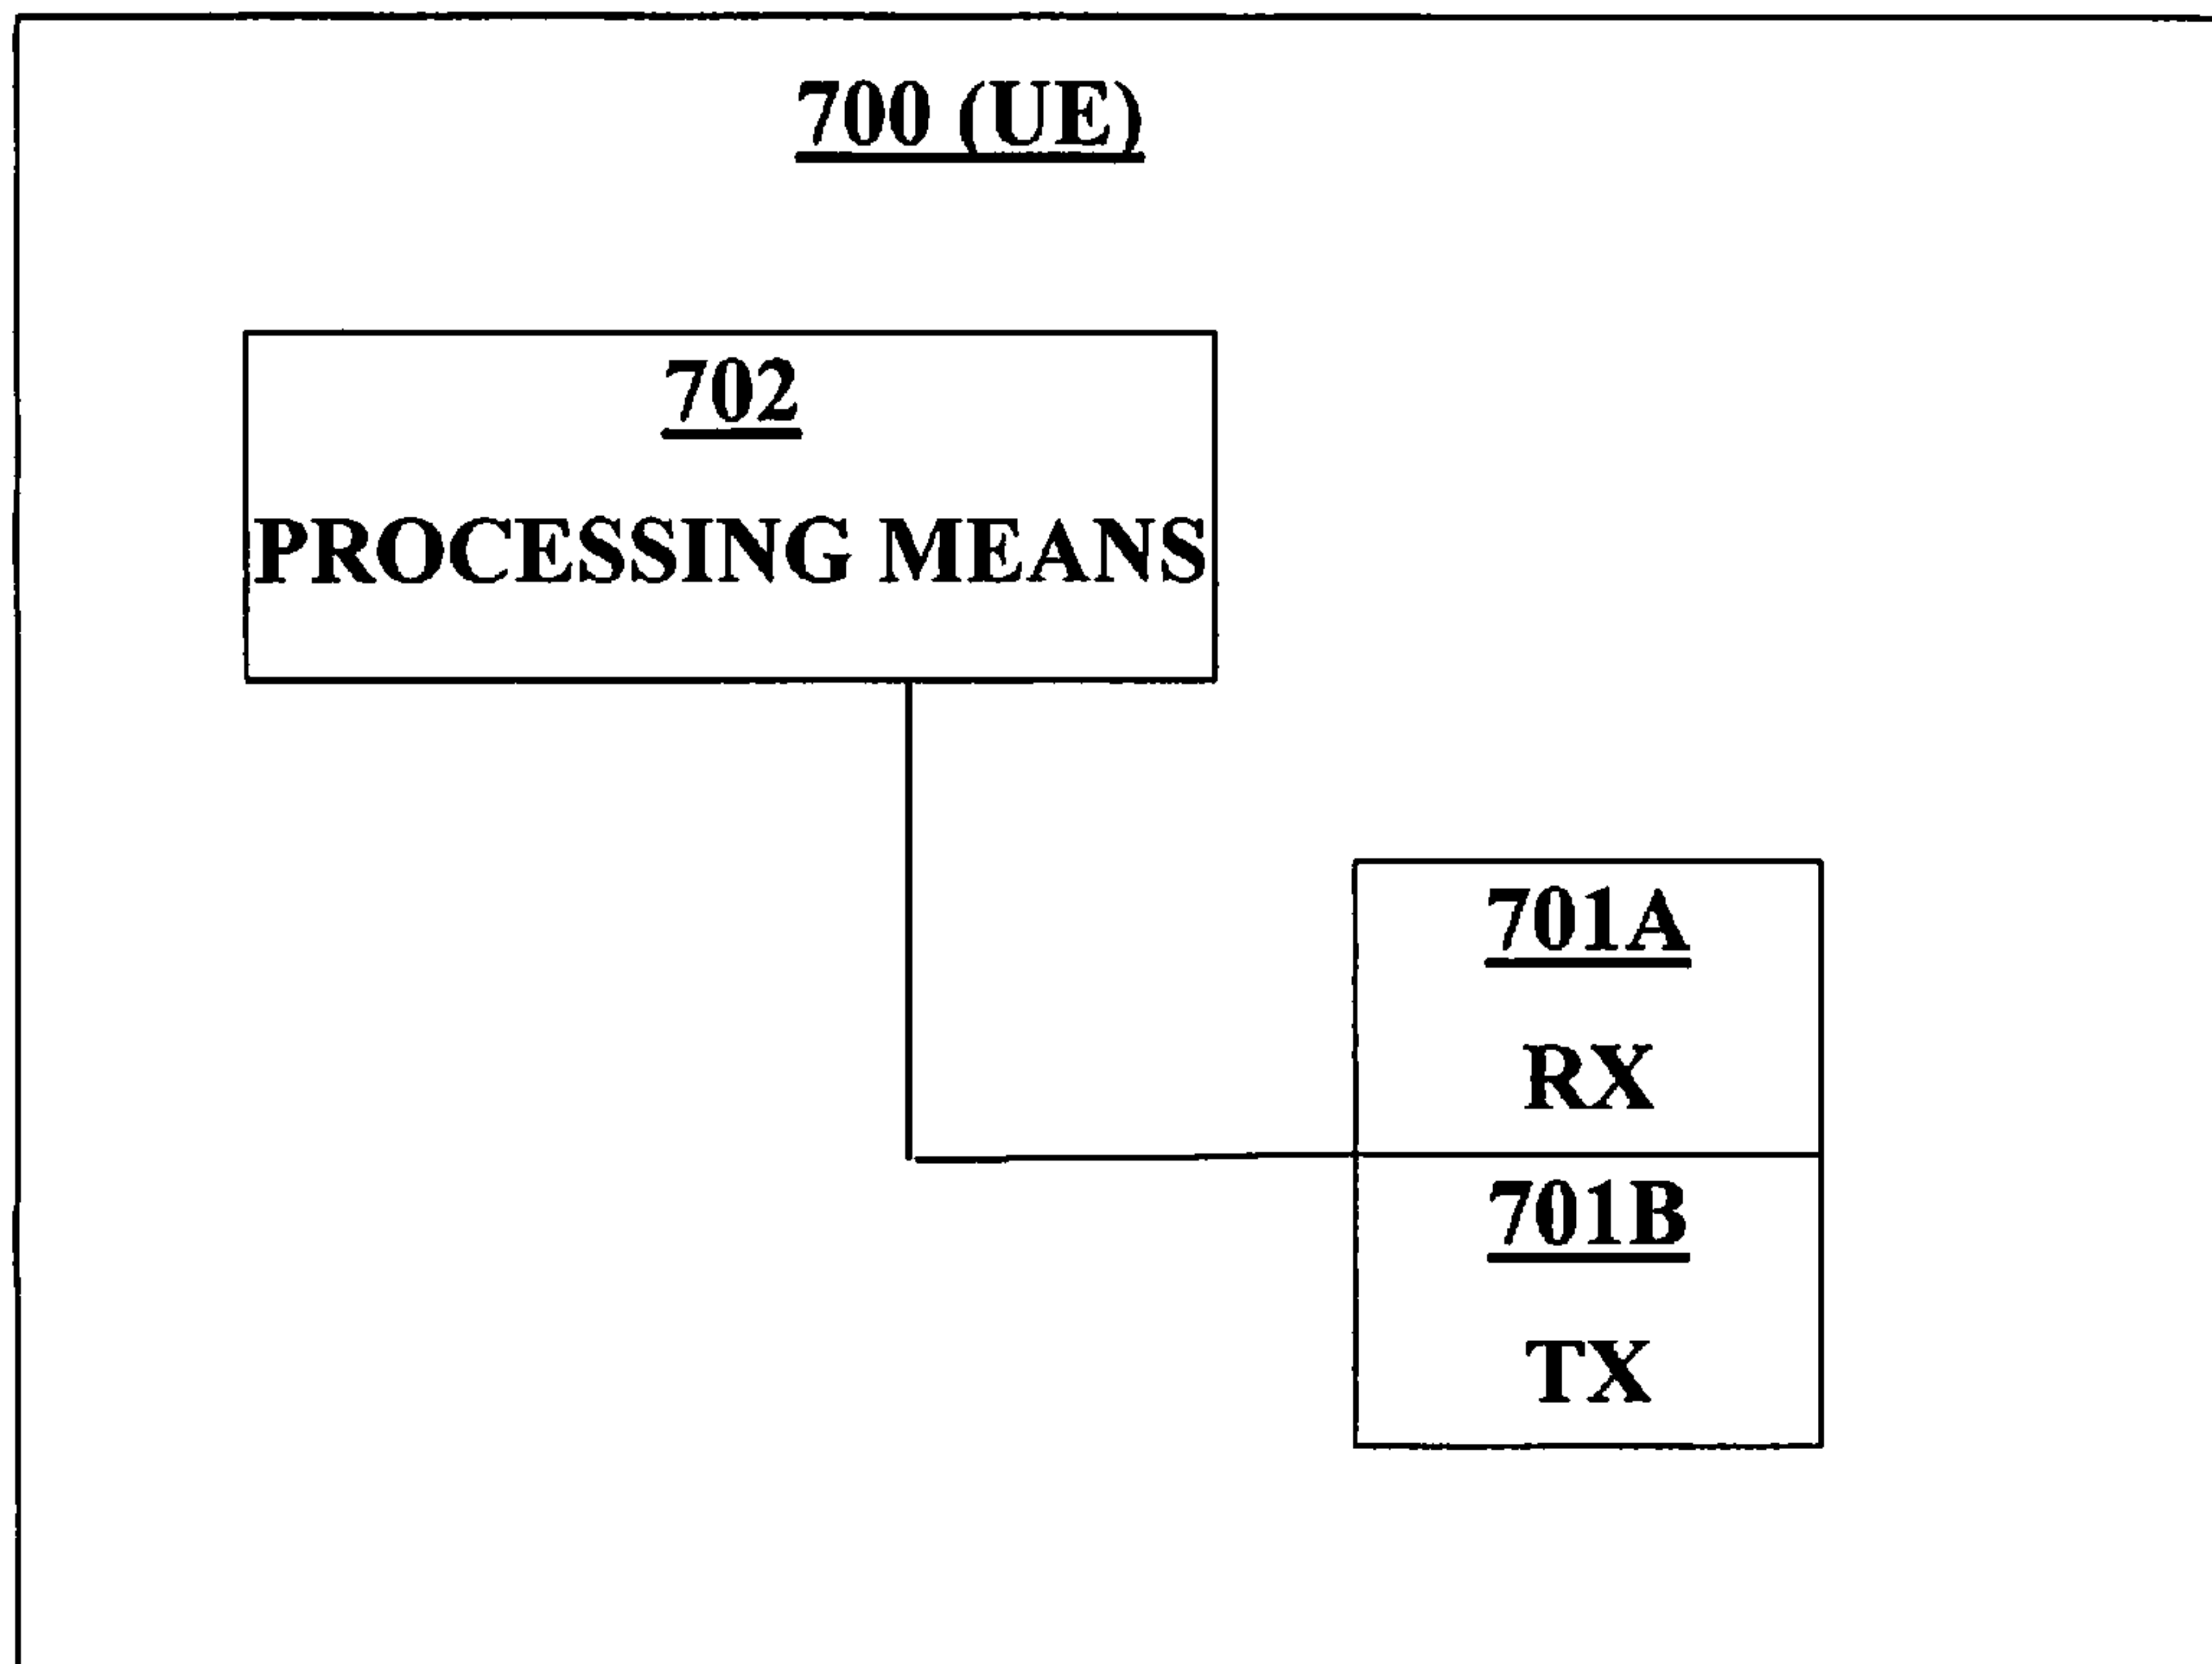 700 (UE)
702
PROCESSING MEANS
701A
RX
701B
TX